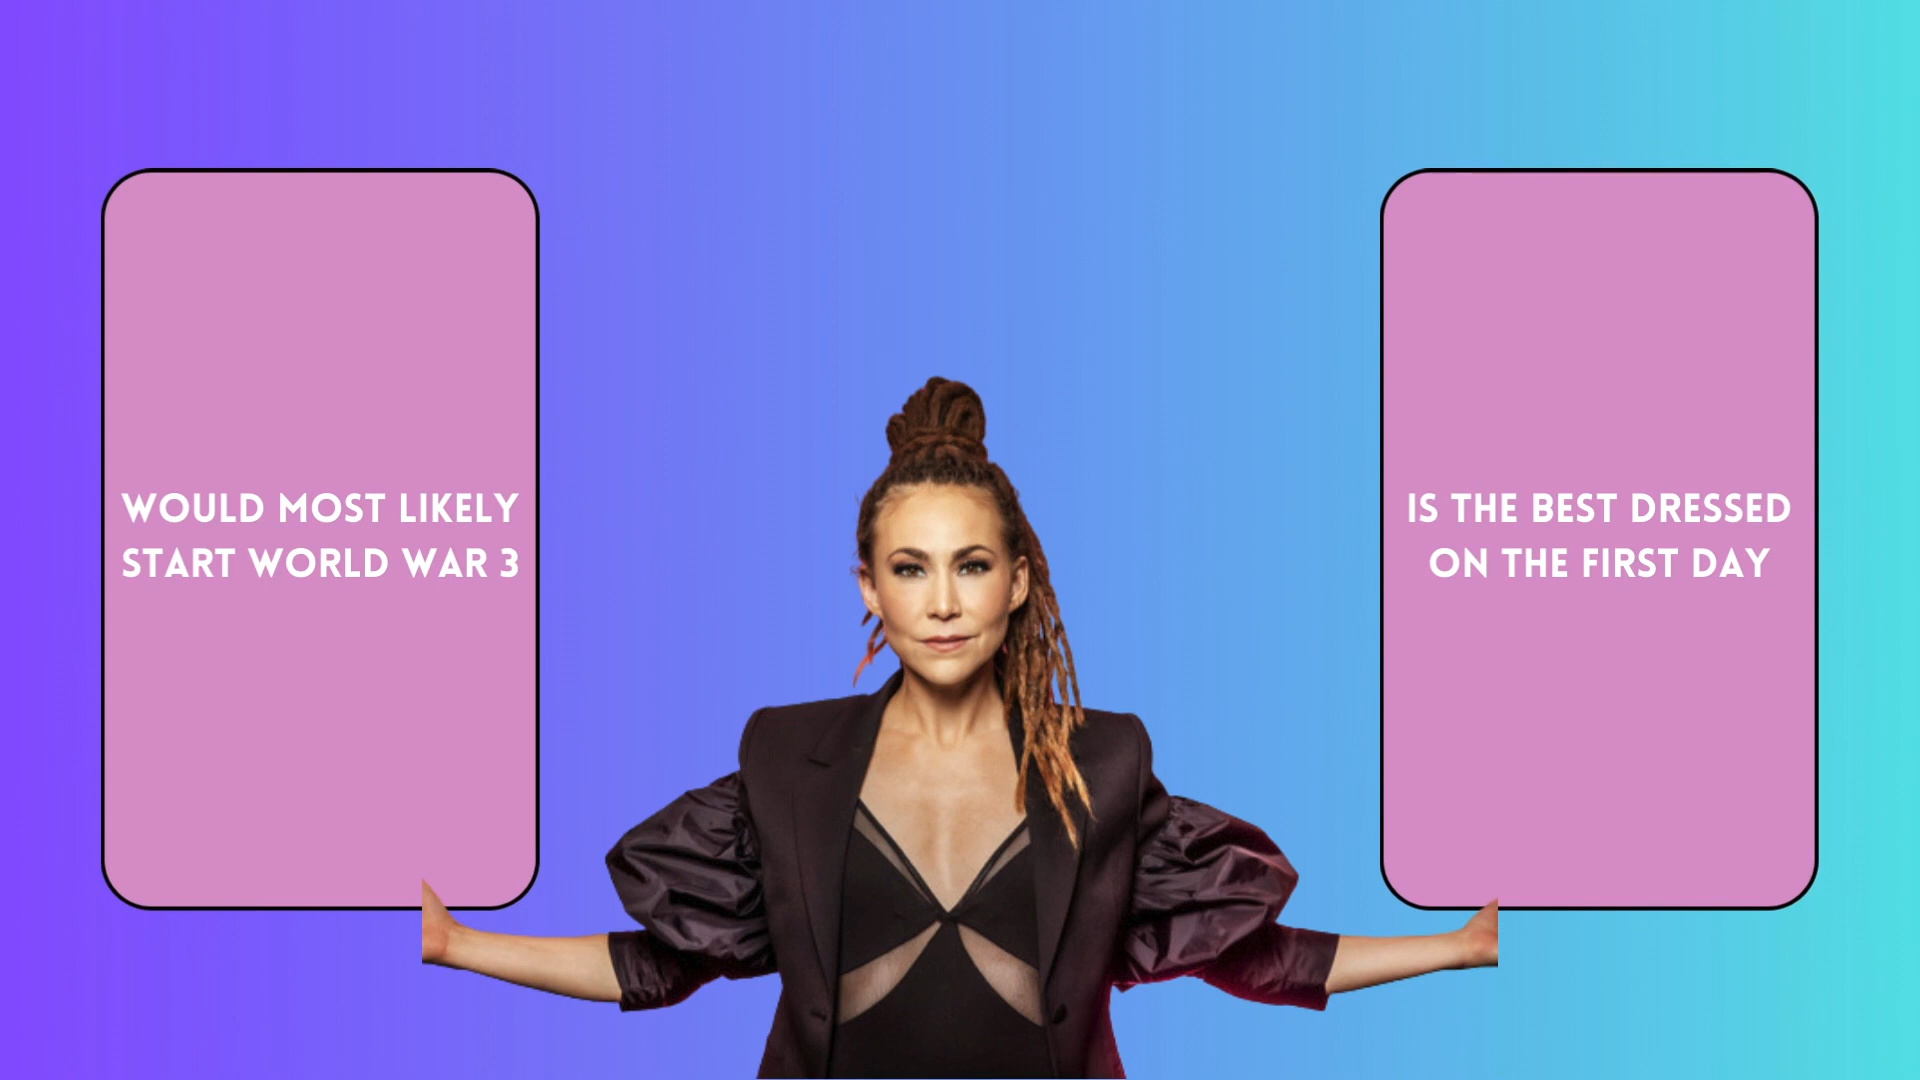 WOULD MOST LIKELY
START WORLD WAR 3
IS THE BEST DRESSED
ON THE FIRST DAY